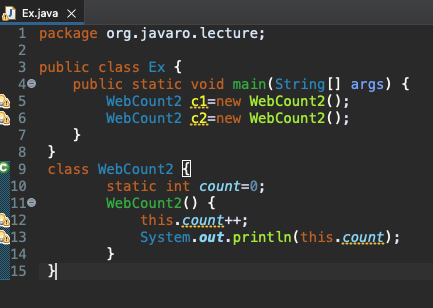 Ex.java
1 package org.javaro.lecture;
2
3 public class Ex {
4 public static void main(String[] args) {
5 WebCount2 c1=new WebCount2();
6 WebCount2 c2=new WebCount2();
7 }
8 }
9 class WebCount2 {
10 static int count=0;
11 WebCount2() {
12 this.count++;
13 System.out.println(this.count);
14 }
15 }